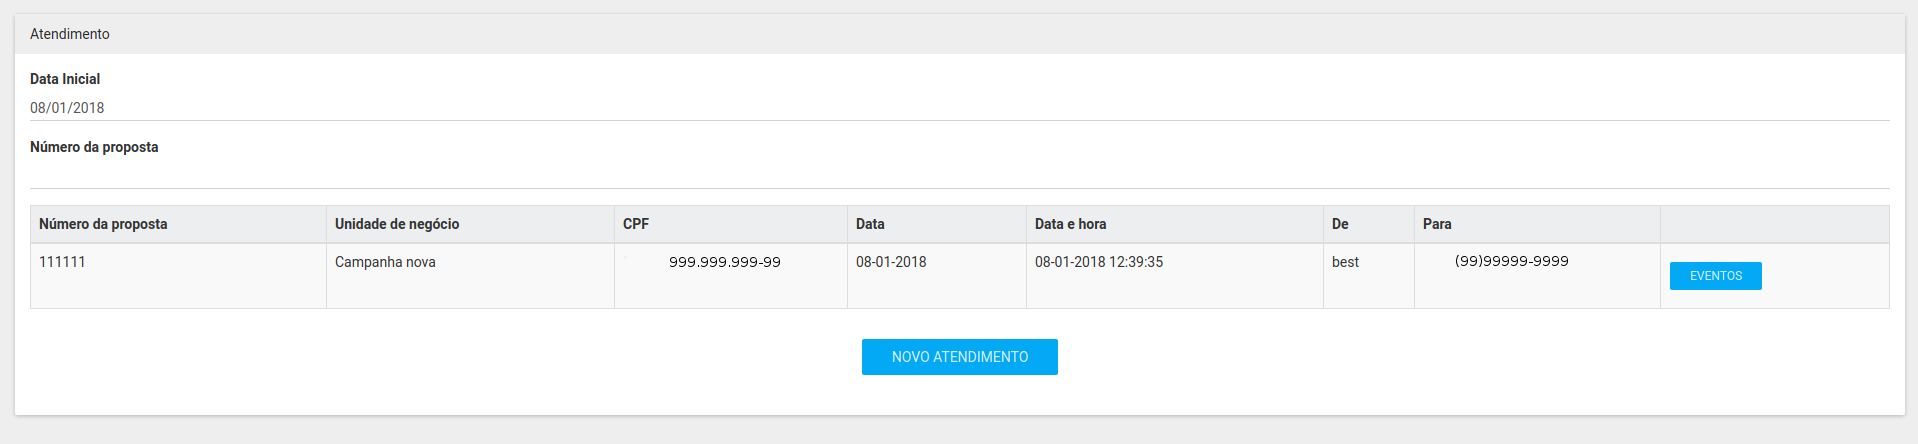 Atendimento
Data Inicial
08/01/2018
Número da proposta
Número da proposta Unidade de negócio CPF Data Data e hora De Para
111111 Campanha nova 999.999.999-99 08-01-2018 08-01-2018 12:39:35 best (99)99999-9999 EVENTOS
NOVO ATENDIMENTO